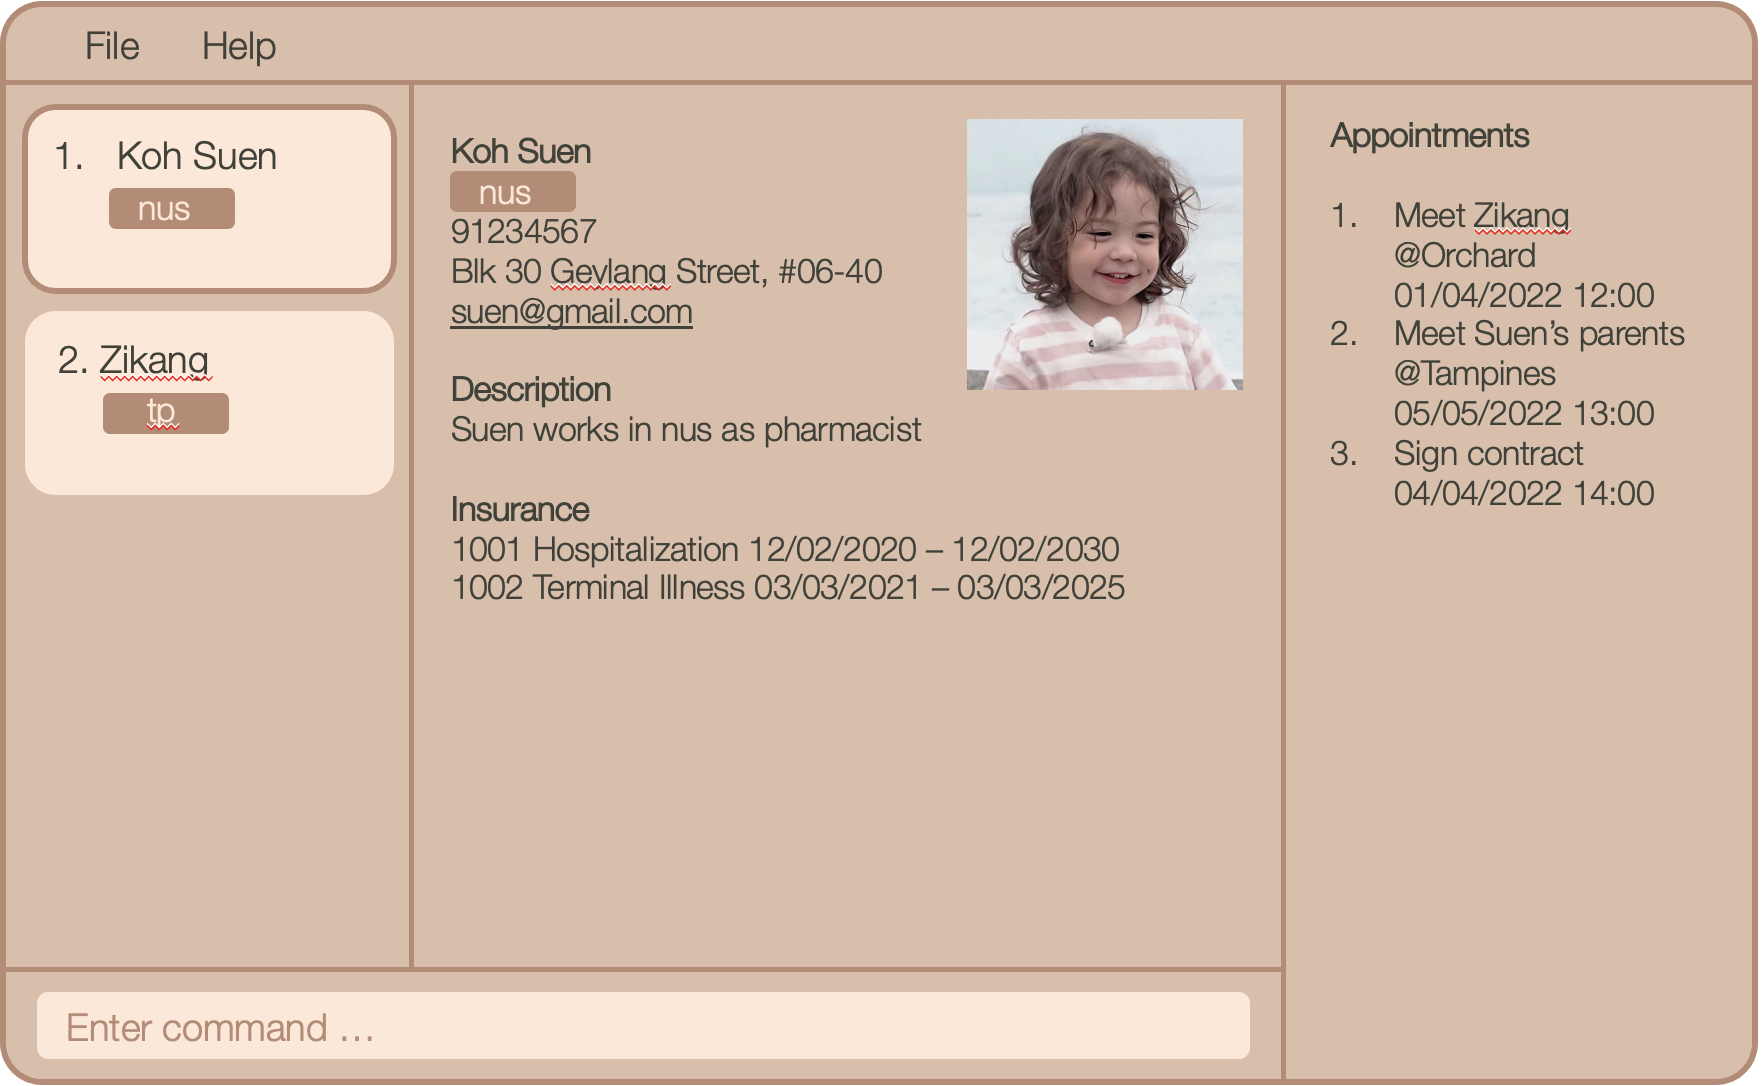 File Help
1. Koh Suen
nus
2. Zikang
tp
Koh Suen
nus
91234567
Blk 30 Geylang Street, #06-40
suen@gmail.com
Description
Suen works in nus as pharmacist
Insurance
1001 Hospitalization 12/02/2020 – 12/02/2030
1002 Terminal Illness 03/03/2021 – 03/03/2025
Appointments
1. Meet Zikang
@Orchard
01/04/2022 12:00
2. Meet Suen’s parents
@Tampines
05/05/2022 13:00
3. Sign contract
04/04/2022 14:00
Enter command …